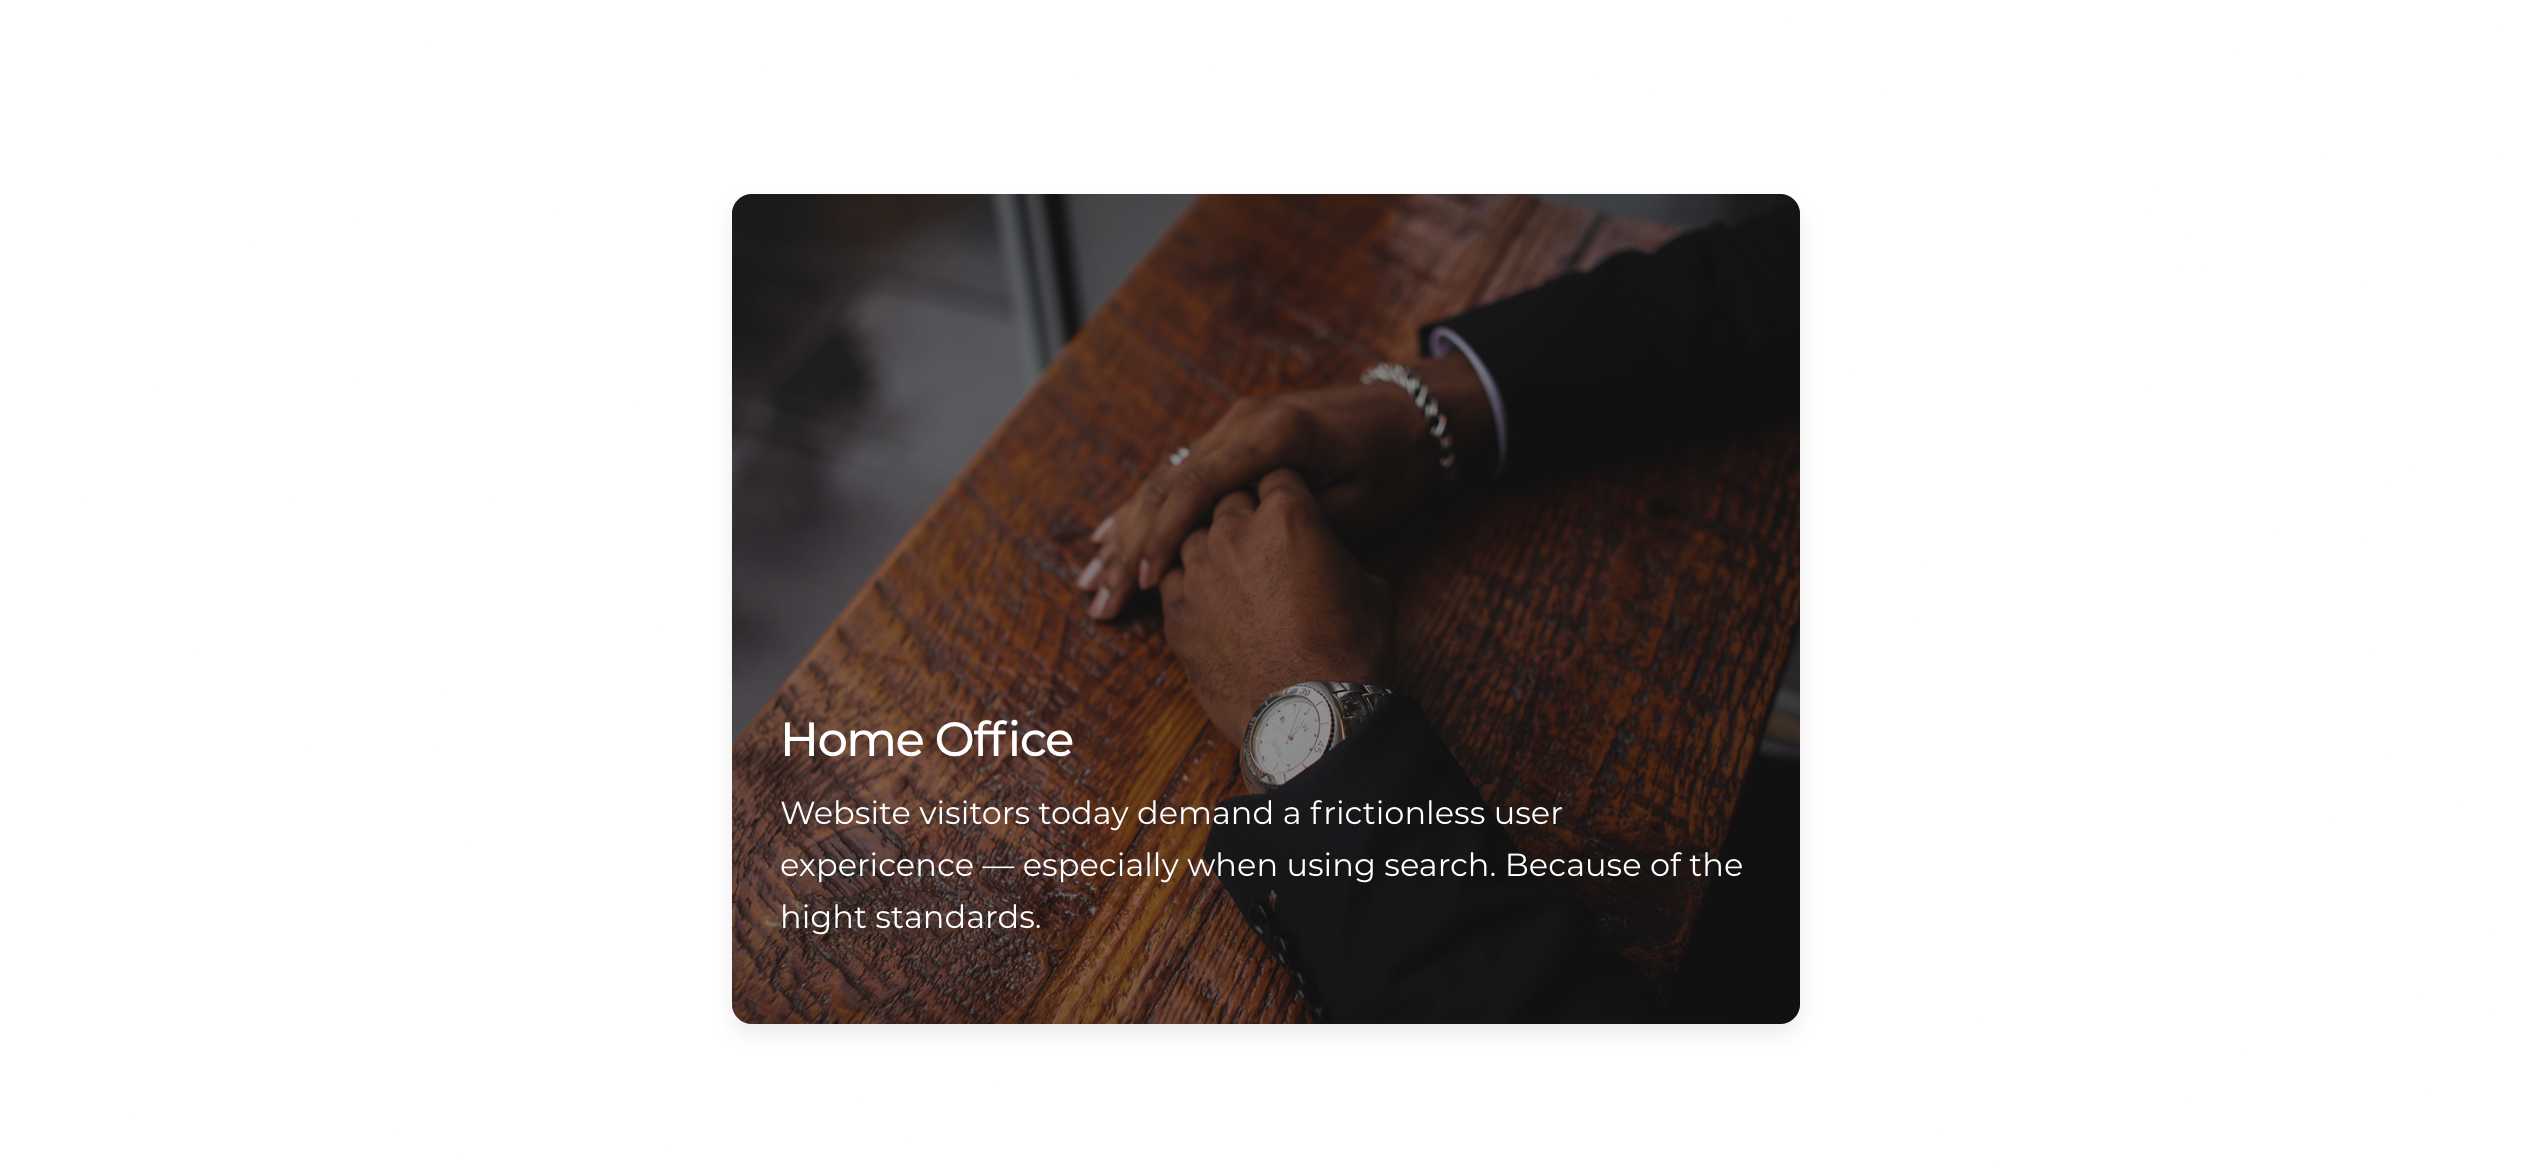 Home Office
Website visitors today demand a frictionless user
expericence — especially when using search. Because of the
hight standards.